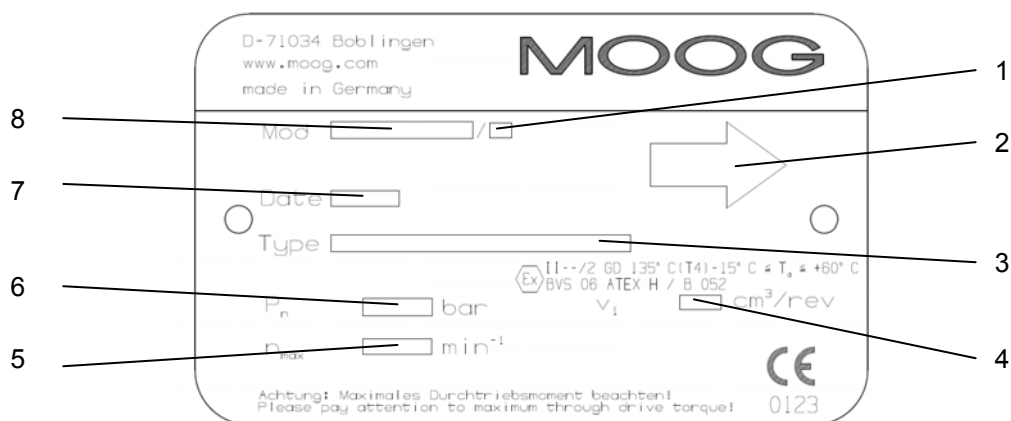 D-71034 Boblingen
www.moog.com
made in Germany
MOOG
1
8
Mod /
2
7
Date
Type
3
Ex II--/2 GD 135° C(T4)-15° C ≤ Ta ≤ +60° C
BVS 06 ATEX H / B 052
6
Pn bar V1 cm³/rev
5
nmax min⁻¹
4
CE
0123
Achtung: Maximales Durchtriebsmoment beachten!
Please pay attention to maximum through drive torque!